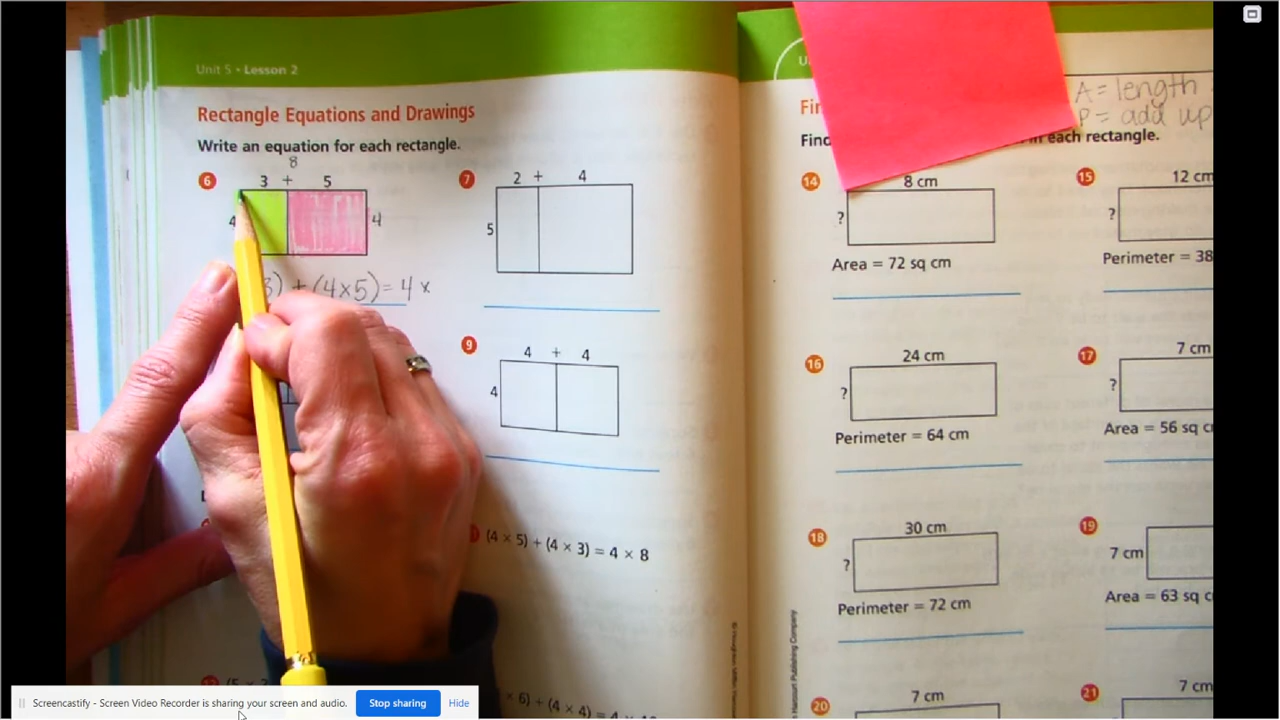 Unit 5 • Lesson 2
Rectangle Equations and Drawings
Write an equation for each rectangle.
8
6
3 + 5
4
4
3) + (4×5) = 4 ×
7
2 + 4
5
9
4 + 4
4
(4 × 5) + (4 × 3) = 4 × 8
× 6) + (4 × 4) = 4 ×
A = length
P = add up
Fin
Find
in each rectangle.
14
8 cm
?
Area = 72 sq cm
15
12 cm
?
Perimeter = 38
16
24 cm
?
Perimeter = 64 cm
17
7 cm
?
Area = 56 sq c
18
30 cm
?
Perimeter = 72 cm
19
7 cm
Area = 63 sq c
20
7 cm
21
7 cm
Harcourt Publishing Company
Screencastify - Screen Video Recorder is sharing your screen and audio.
Stop sharing
Hide